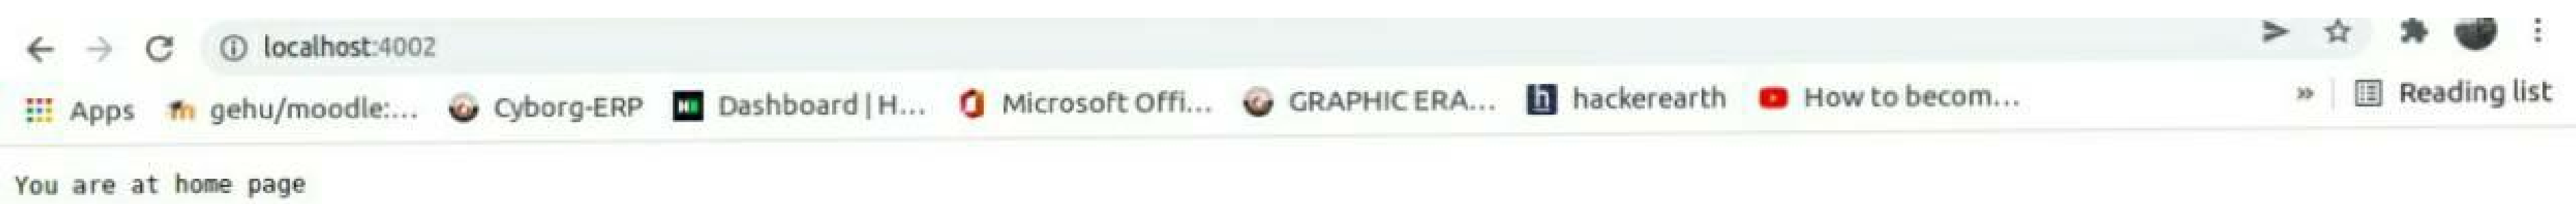 localhost:4002
Apps gehu/moodle:... Cyborg-ERP Dashboard | H... Microsoft Offi... GRAPHIC ERA... hackerearth How to becom... » Reading list
You are at home page